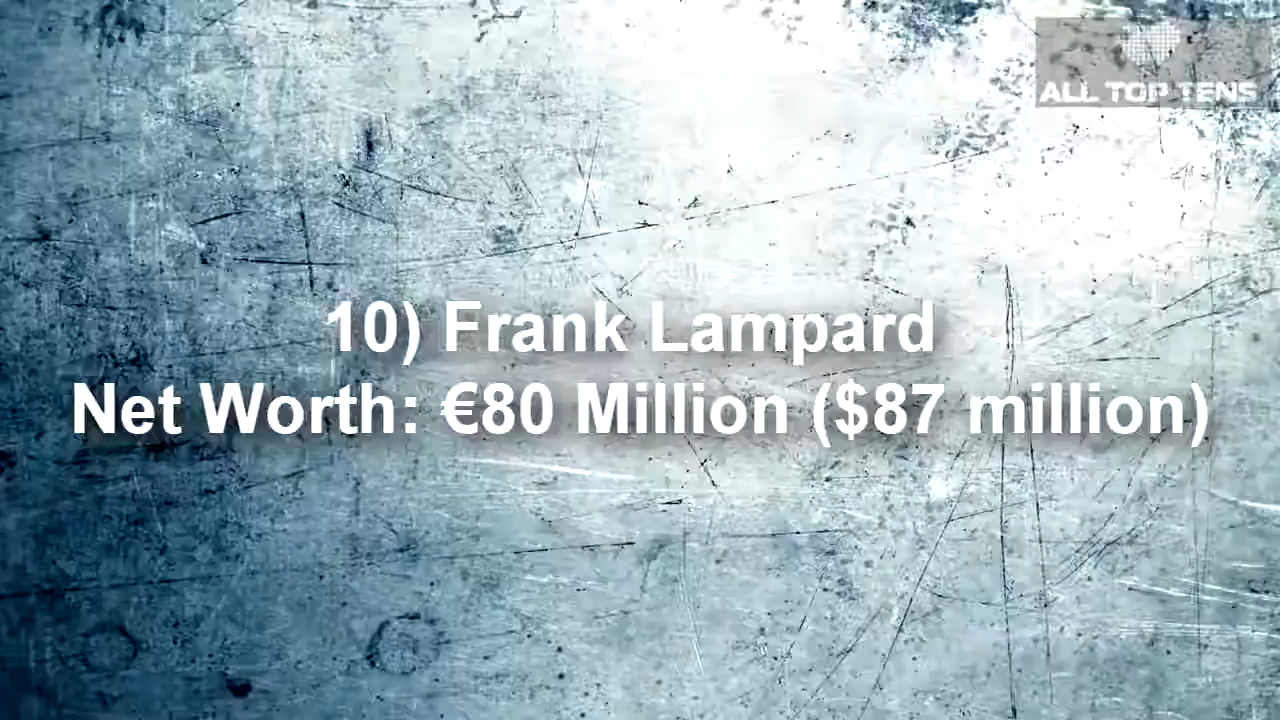 ALL TOP TENS
10) Frank Lampard
Net Worth: €80 Million ($87 million)